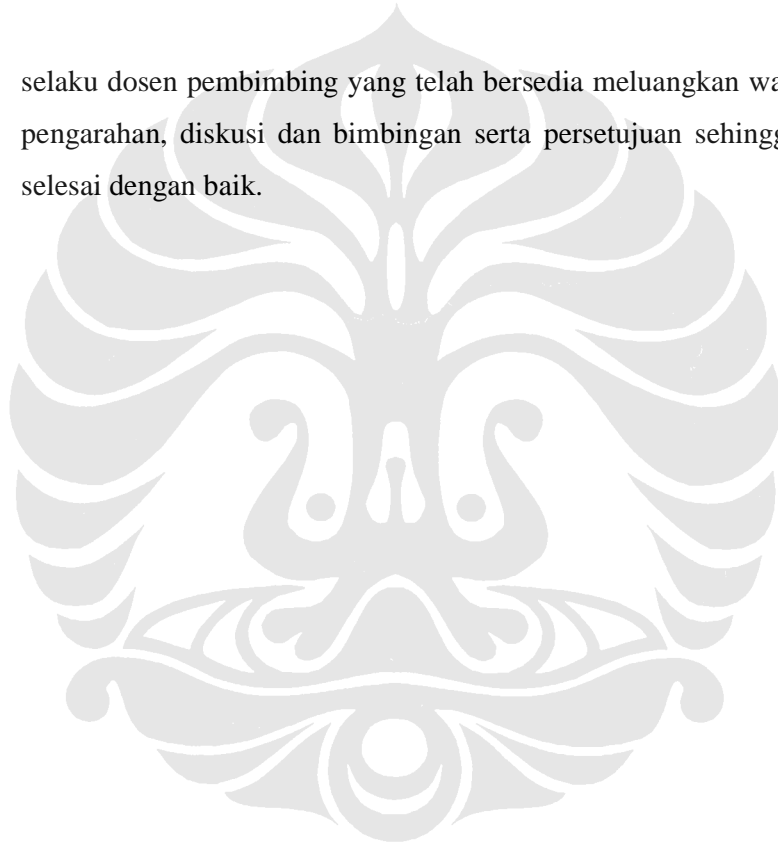 selaku dosen pembimbing yang telah bersedia meluangkan wa
pengarahan, diskusi dan bimbingan serta persetujuan sehingg
selesai dengan baik.